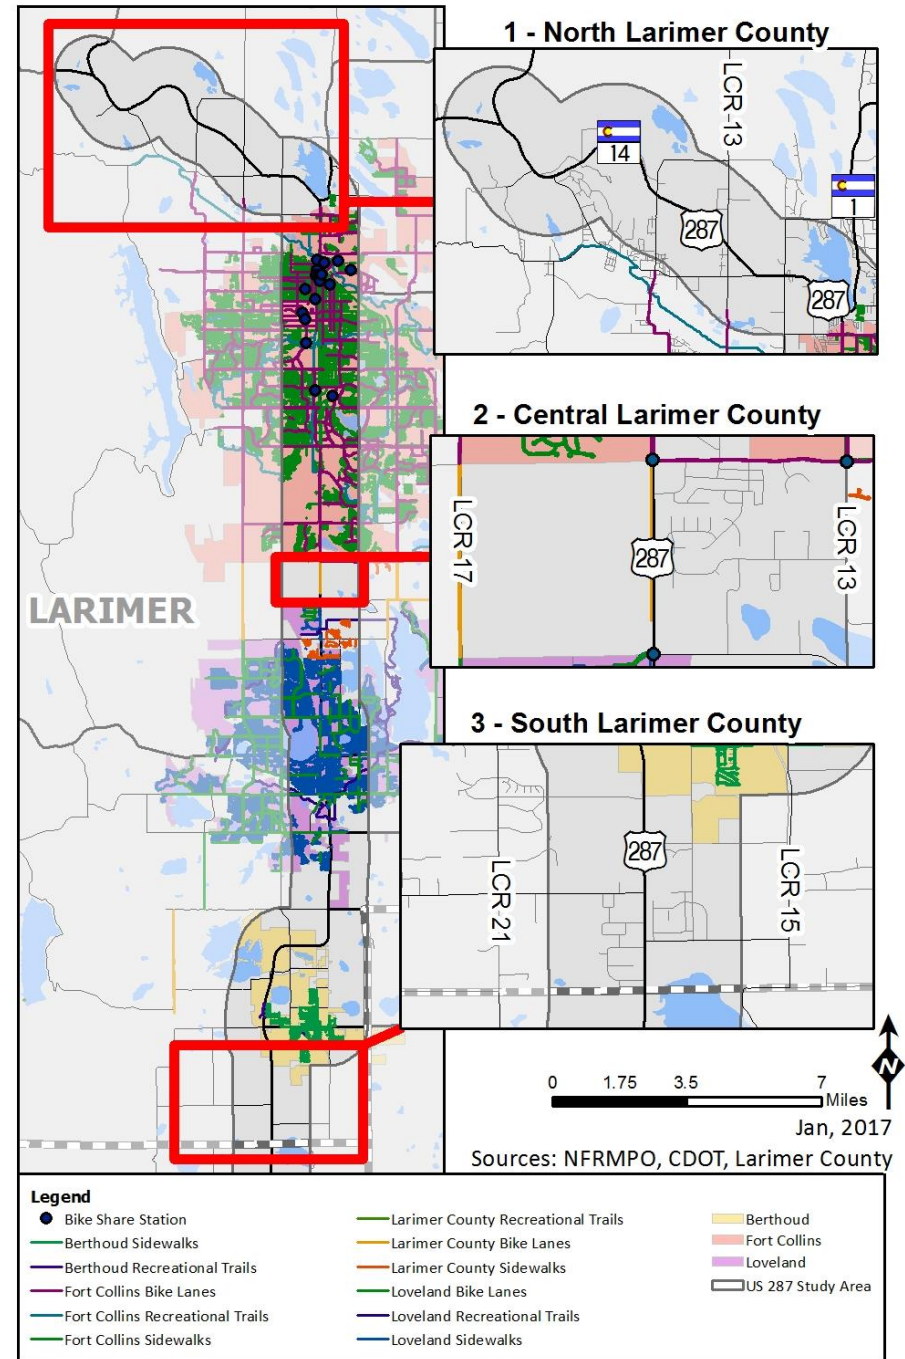 1 - North Larimer County
LCR-13
14
1
287
287
2 - Central Larimer County
LCR-17
287
LCR-13
LARIMER
3 - South Larimer County
287
LCR-21
LCR-15
N
0 1.75 3.5 7
Miles
Jan, 2017
Sources: NFRMPO, CDOT, Larimer County
Legend
Bike Share Station
Berthoud Sidewalks
Berthoud Recreational Trails
Fort Collins Bike Lanes
Fort Collins Recreational Trails
Fort Collins Sidewalks
Larimer County Recreational Trails
Larimer County Bike Lanes
Larimer County Sidewalks
Loveland Bike Lanes
Loveland Recreational Trails
Loveland Sidewalks
Berthoud
Fort Collins
Loveland
US 287 Study Area